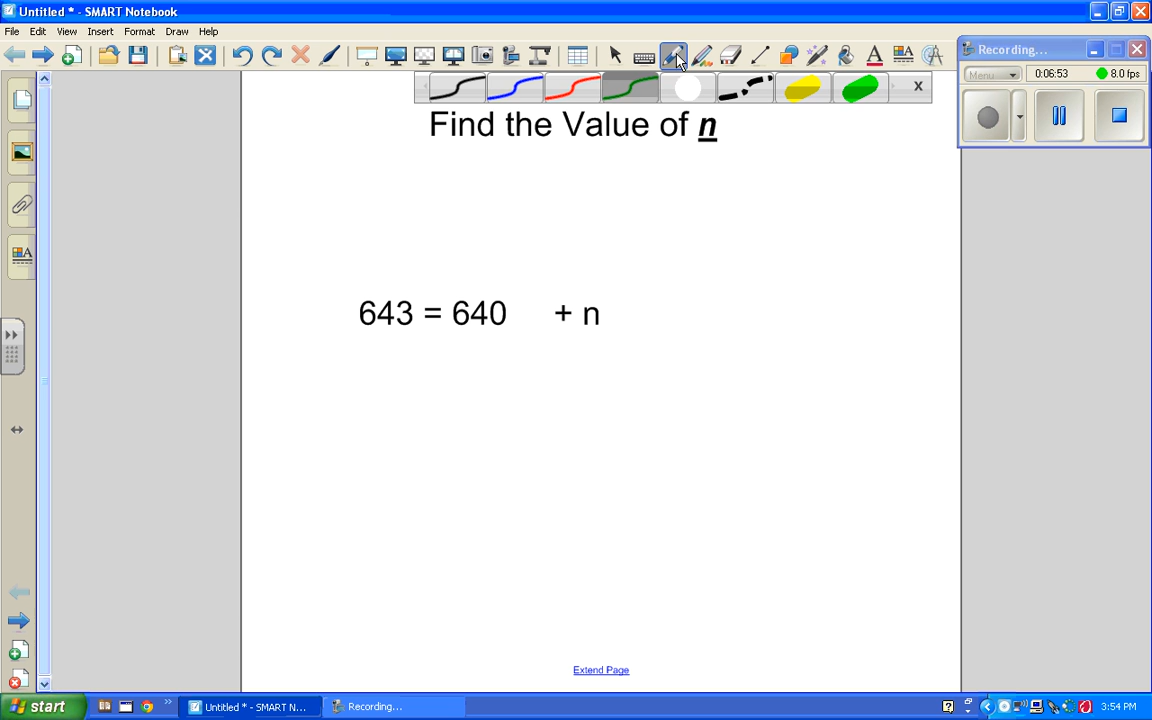 Untitled * - SMART Notebook
File Edit View Insert Format Draw Help
Recording...
Menu 0:06:53 8.0 fps
x
Find the Value of n
643 = 640 + n
Extend Page
start Untitled * - SMART N... Recording... 3:54 PM